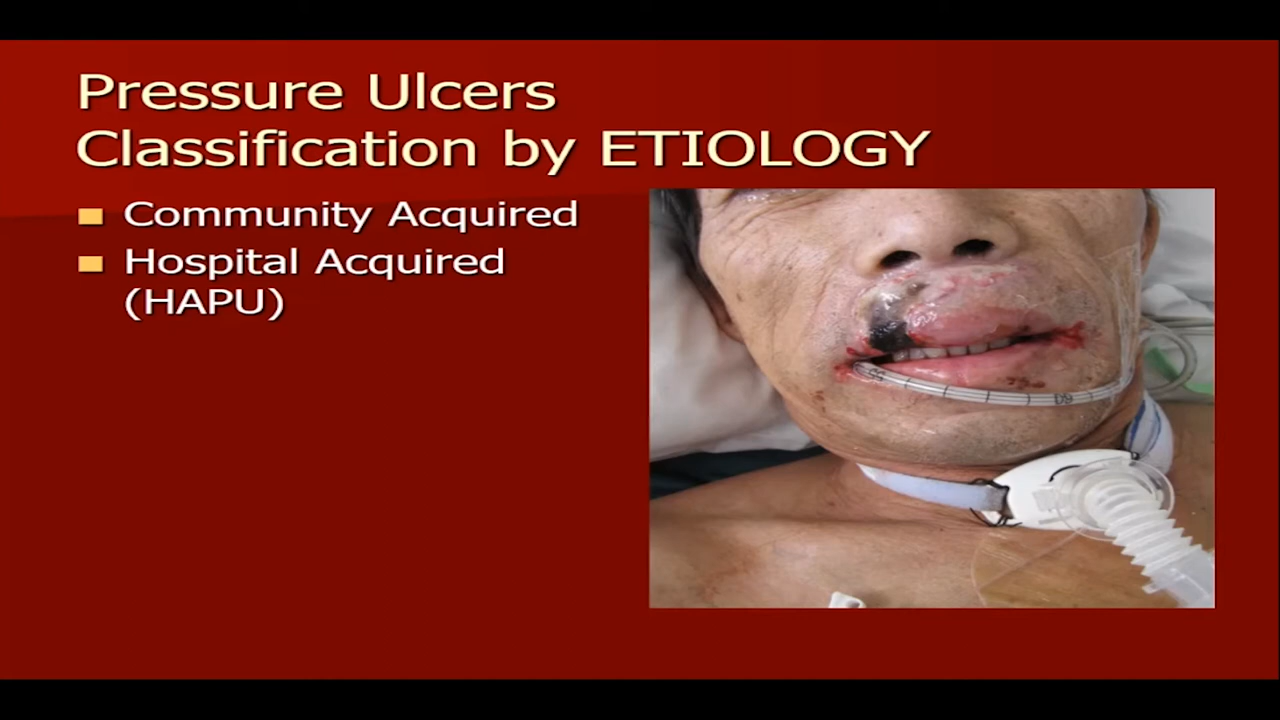 Pressure Ulcers
Classification by ETIOLOGY
Community Acquired
Hospital Acquired
(HAPU)